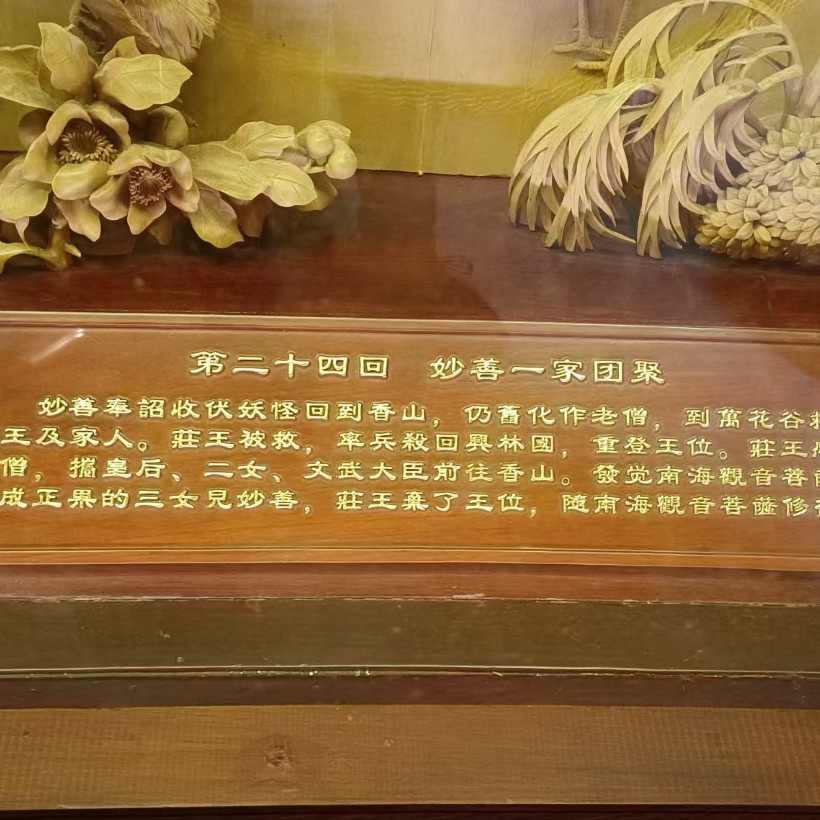 第二十四回 妙善一家团聚
妙善奉詔收伏妖怪回到香山，仍舊化作老僧，到萬花谷救
王及家人。莊王被救，率兵殺回興林國，重登王位。莊王
僧，攜皇后、二女、文武大臣前往香山。發觉南海觀音菩薩
成正果的三女兒妙善，莊王棄了王位，隨南海觀音菩薩修